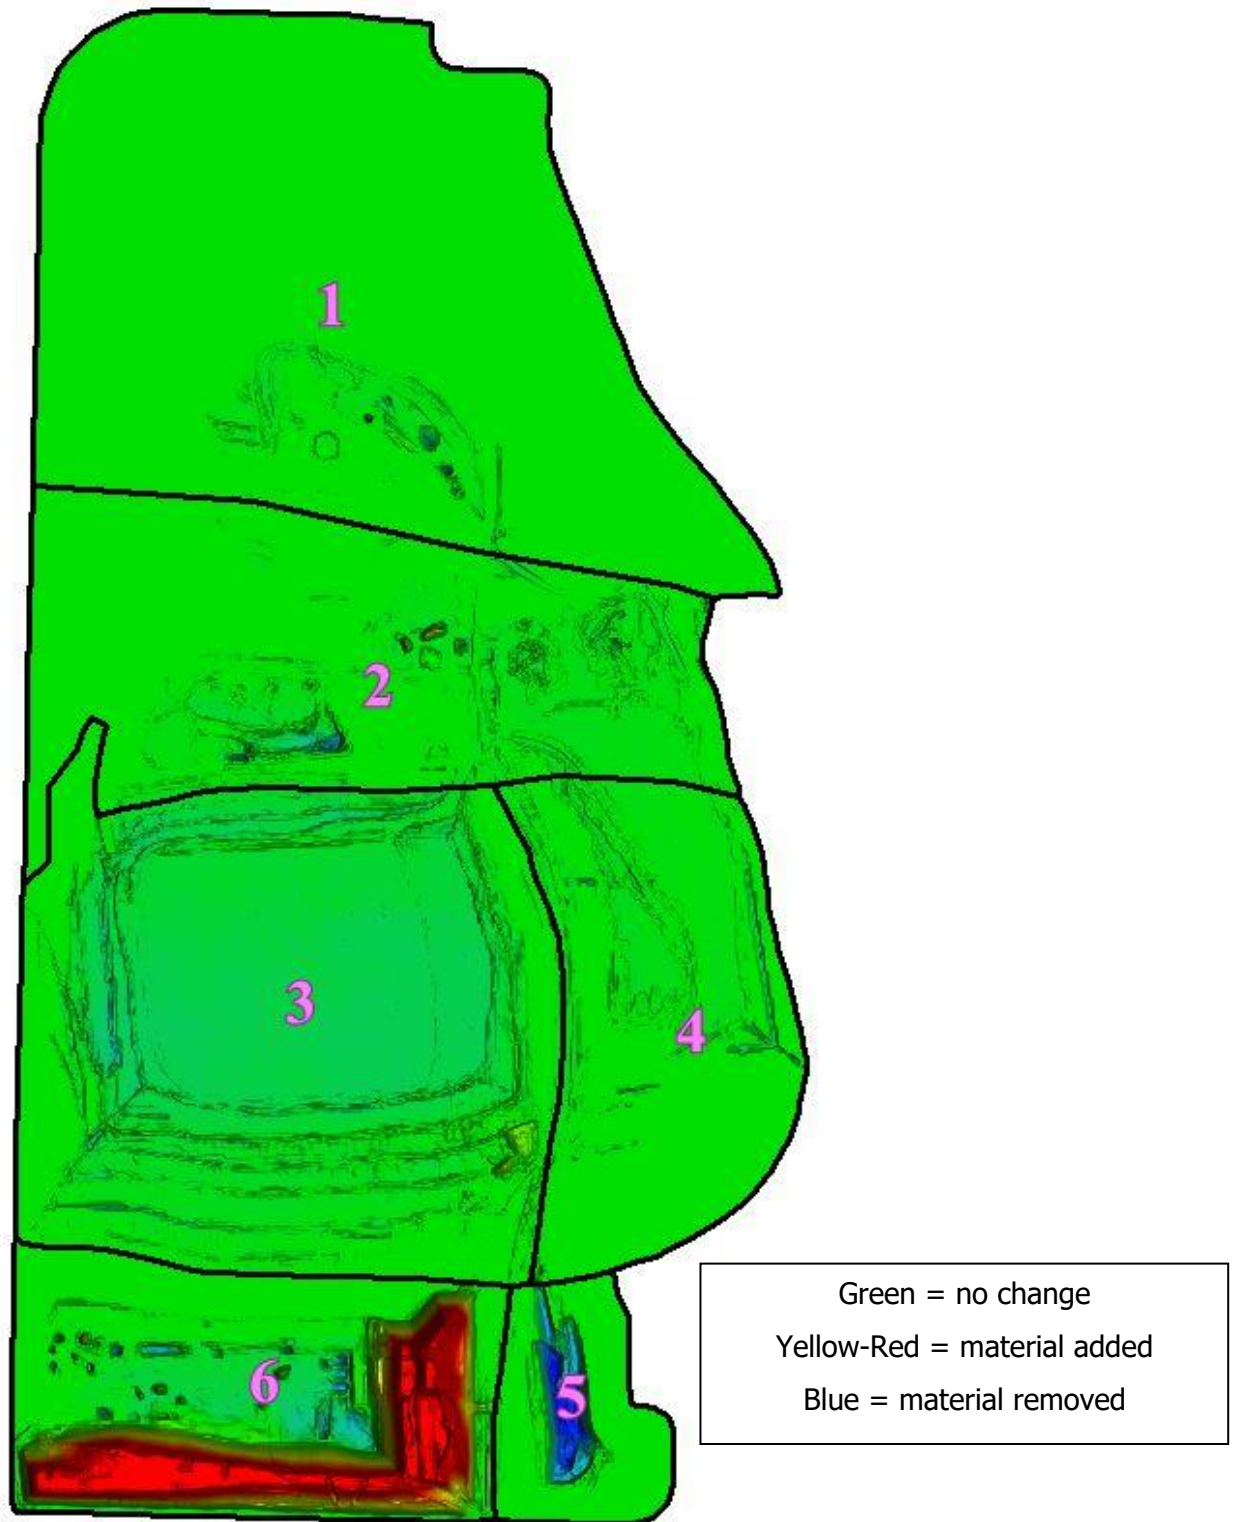 1
2
3
4
5
6
Green = no change
Yellow-Red = material added
Blue = material removed